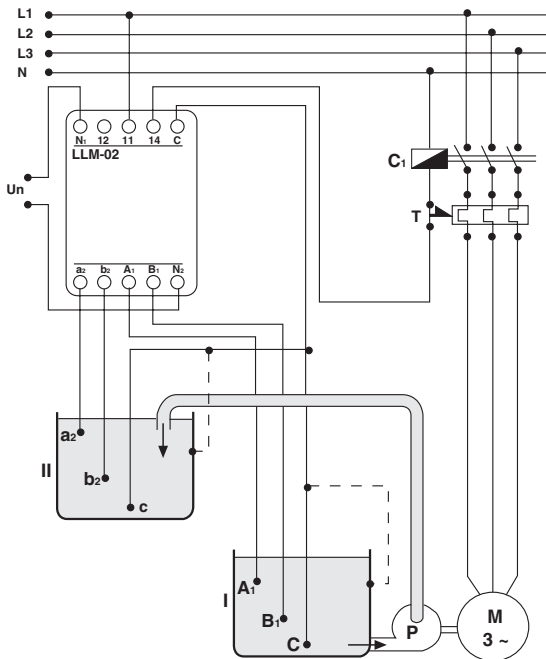 L1
L2
L3
N
N1 12 11 14 C
LLM-02
Un
a2 b2 A1 B1 N2
C1
T
a2
b2
c
II
A1
B1
C
I
P
M
3 ~